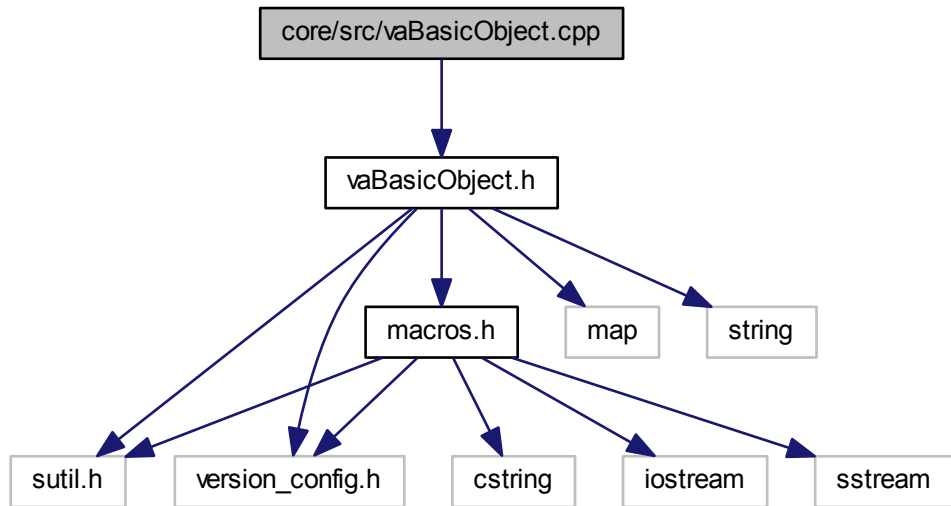 core/src/vaBasicObject.cpp
vaBasicObject.h
macros.h
map
string
sutil.h
version_config.h
cstring
iostream
sstream